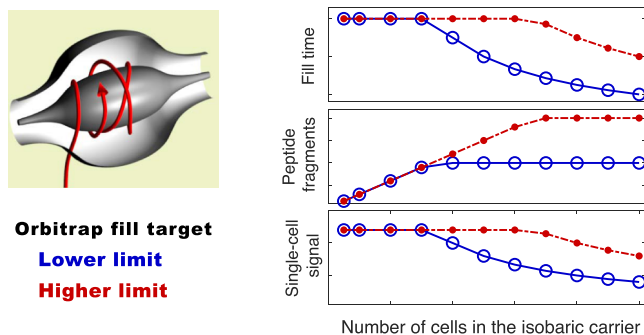 Orbitrap fill target
Lower limit
Higher limit
Fill time
Peptide
fragments
Single-cell
signal
Number of cells in the isobaric carrier